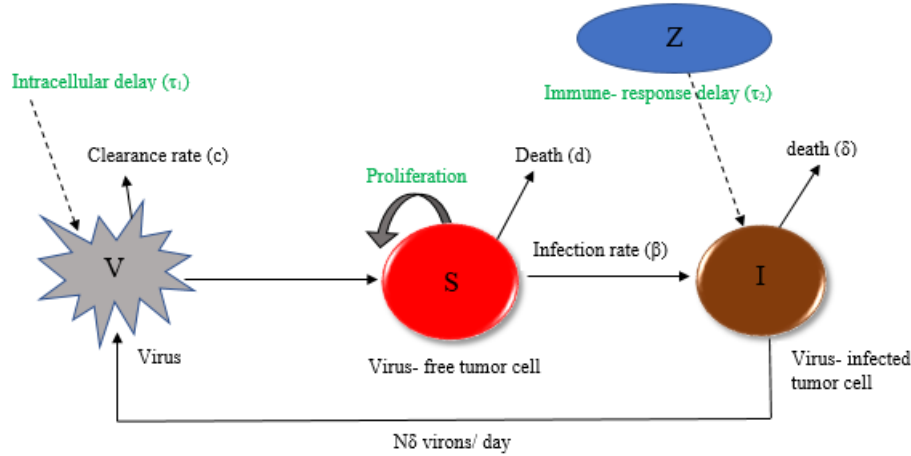 Z
Intracellular delay (τ₁)
Immune- response delay (τ₂)
Clearance rate (c)
Death (d)
death (δ)
Proliferation
V
S
Infection rate (β)
I
Virus
Virus- free tumor cell
Virus- infected
tumor cell
Nδ virons/ day